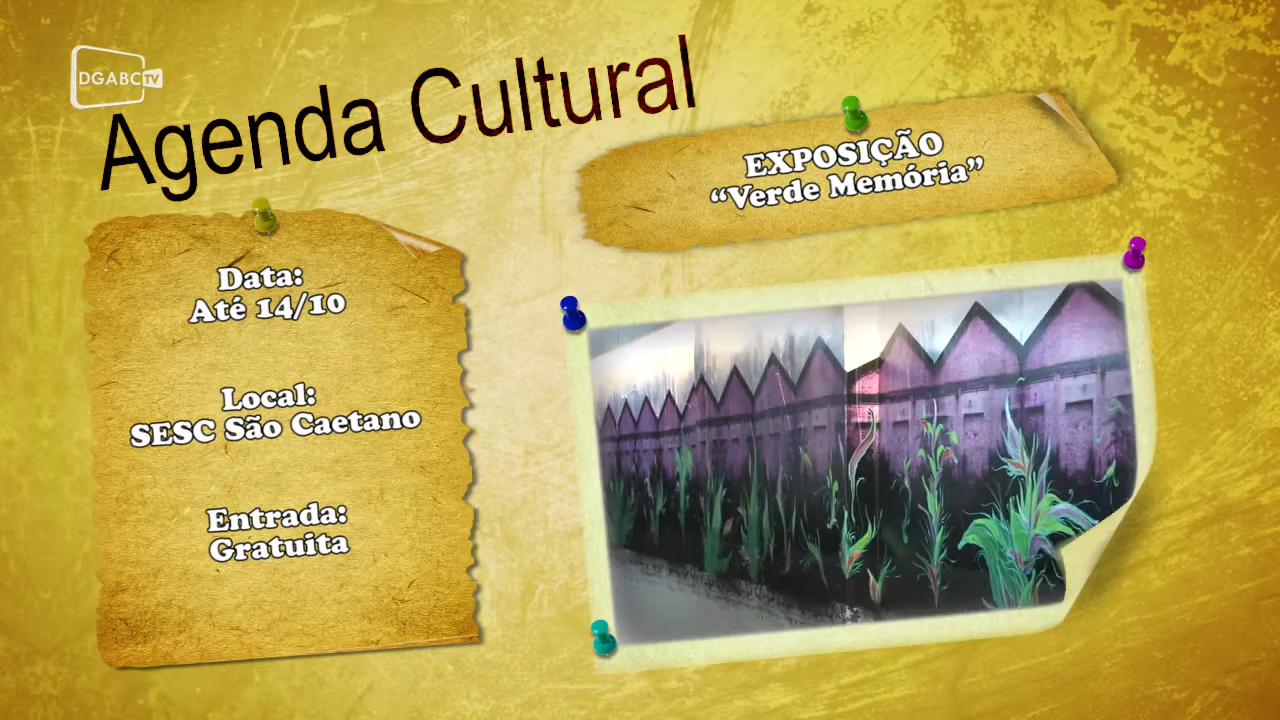 DGABC TV
Agenda Cultural
EXPOSIÇÃO
“Verde Memória”
Data:
Até 14/10
Local:
SESC São Caetano
Entrada:
Gratuita